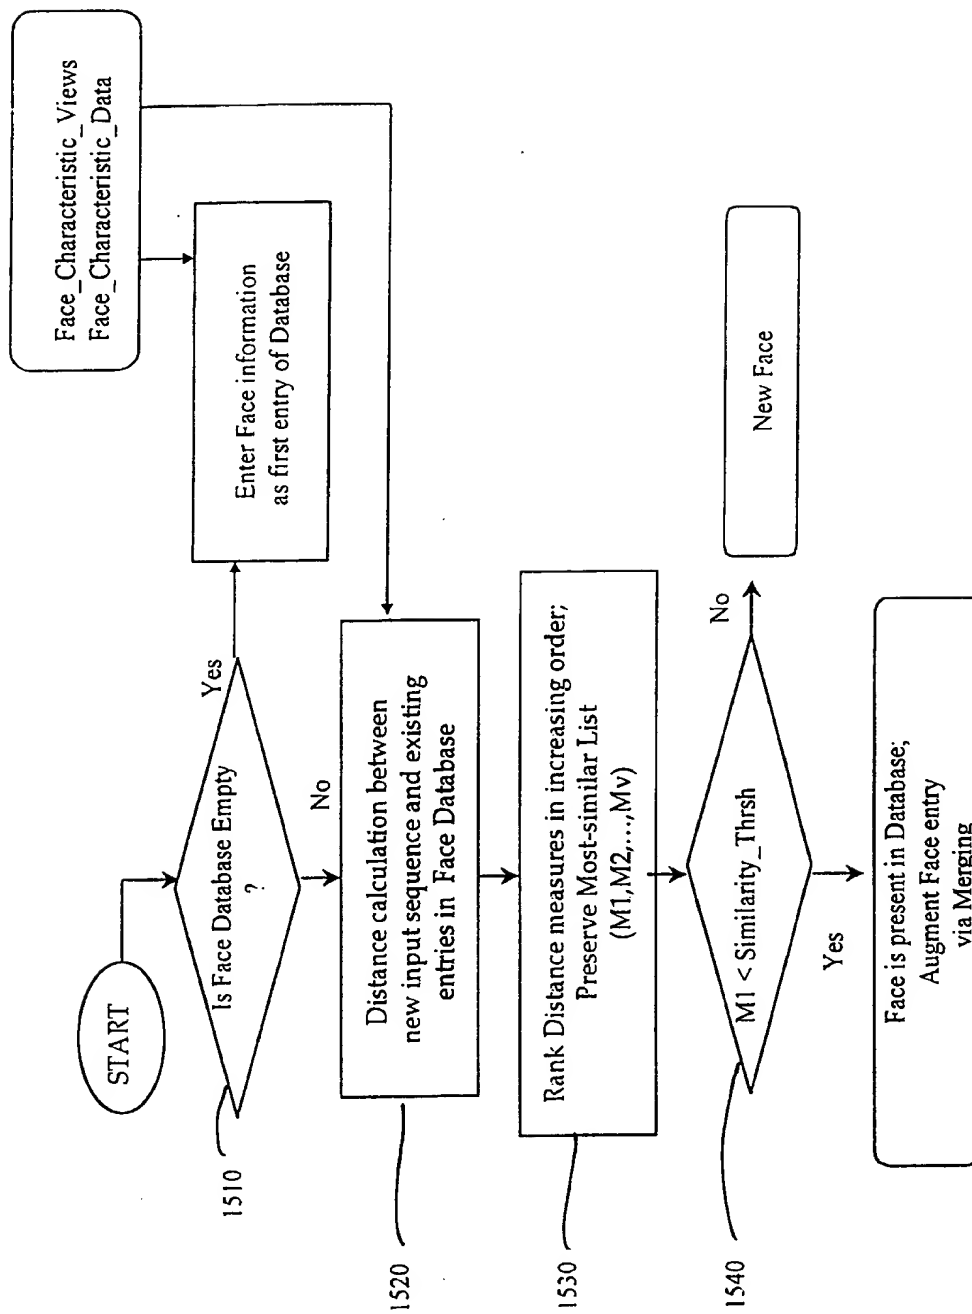 START
Face_Characteristic_Views
Face_Characteristic_Data
1510
Is Face Database Empty
?
Yes
Enter Face information
as first entry of Database
No
1520
Distance calculation between
new input sequence and existing
entries in Face Database
1530
Rank Distance measures in increasing order;
Preserve Most-similar List
(M1,M2,...,Mv)
1540
M1 < Similarity_Thrsh
No
New Face
Yes
Face is present in Database;
Augment Face entry
via Merging